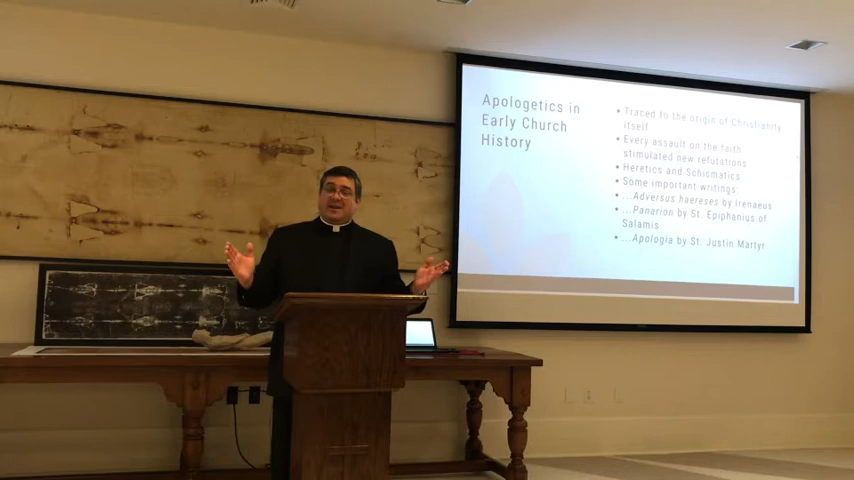 Apologetics in
Early Church
History
• Traced to the origin of Christianity
itself.
• Every assault on the faith
stimulated new refutations
• Heretics and Schismatics
• Some important writings:
• ...Adversus haereses by Irenaeus
• ...Panarion by St. Epiphanius of
Salamis
• ...Apologia by St. Justin Martyr